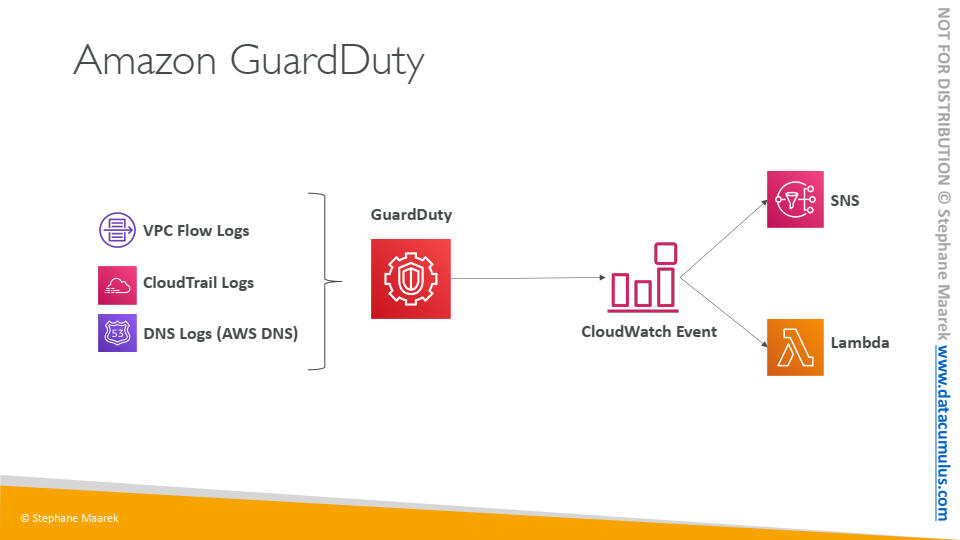 Amazon GuardDuty
VPC Flow Logs
CloudTrail Logs
53
DNS Logs (AWS DNS)
GuardDuty
CloudWatch Event
SNS
Lambda
NOT FOR DISTRIBUTION © Stephane Maarek www.datacumulus.com
© Stephane Maarek